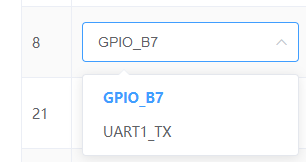 8
GPIO_B7
GPIO_B7
21
UART1_TX